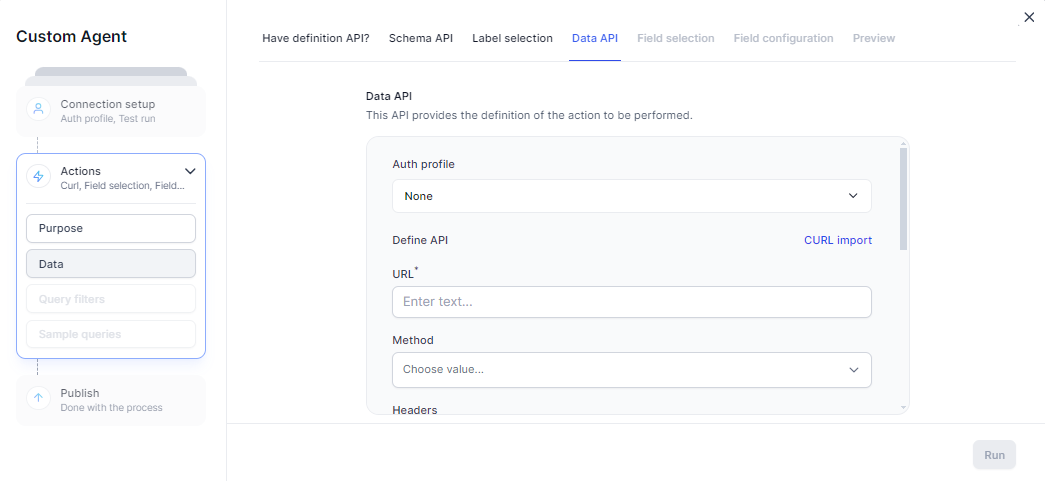 Custom Agent
Connection setup
Auth profile, Test run
Actions
Curl, Field selection, Field...
Purpose
Data
Query filters
Sample queries
Publish
Done with the process
Have definition API?
Schema API
Label selection
Data API
Field selection
Field configuration
Preview
Data API
This API provides the definition of the action to be performed.
Auth profile
None
Define API
CURL import
URL*
Enter text...
Method
Choose value...
Headers
Run